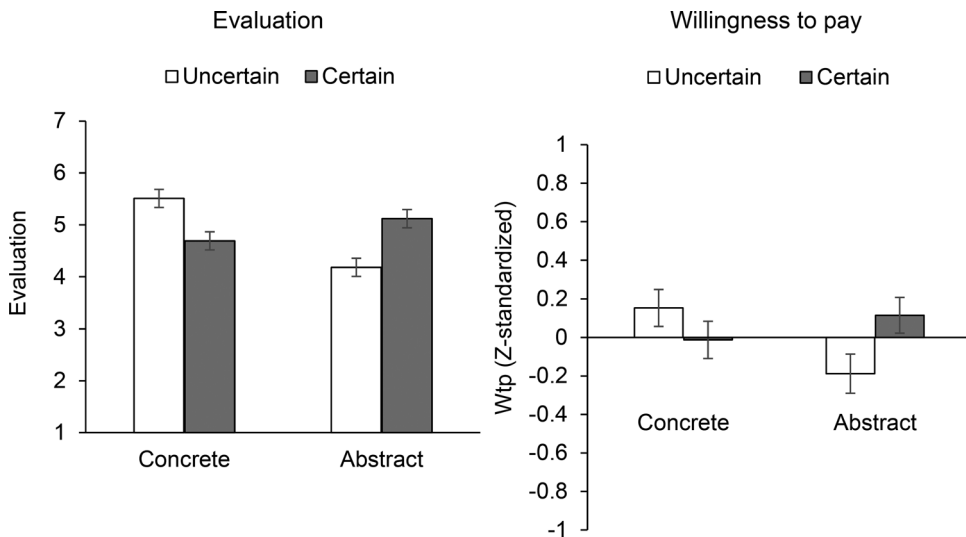 Evaluation
Uncertain Certain
7
6
5
4
3
2
1
Evaluation
Concrete Abstract
Willingness to pay
Uncertain Certain
1
0.8
0.6
0.4
0.2
0
-0.2
-0.4
-0.6
-0.8
-1
Wtp (Z-standardized)
Concrete Abstract